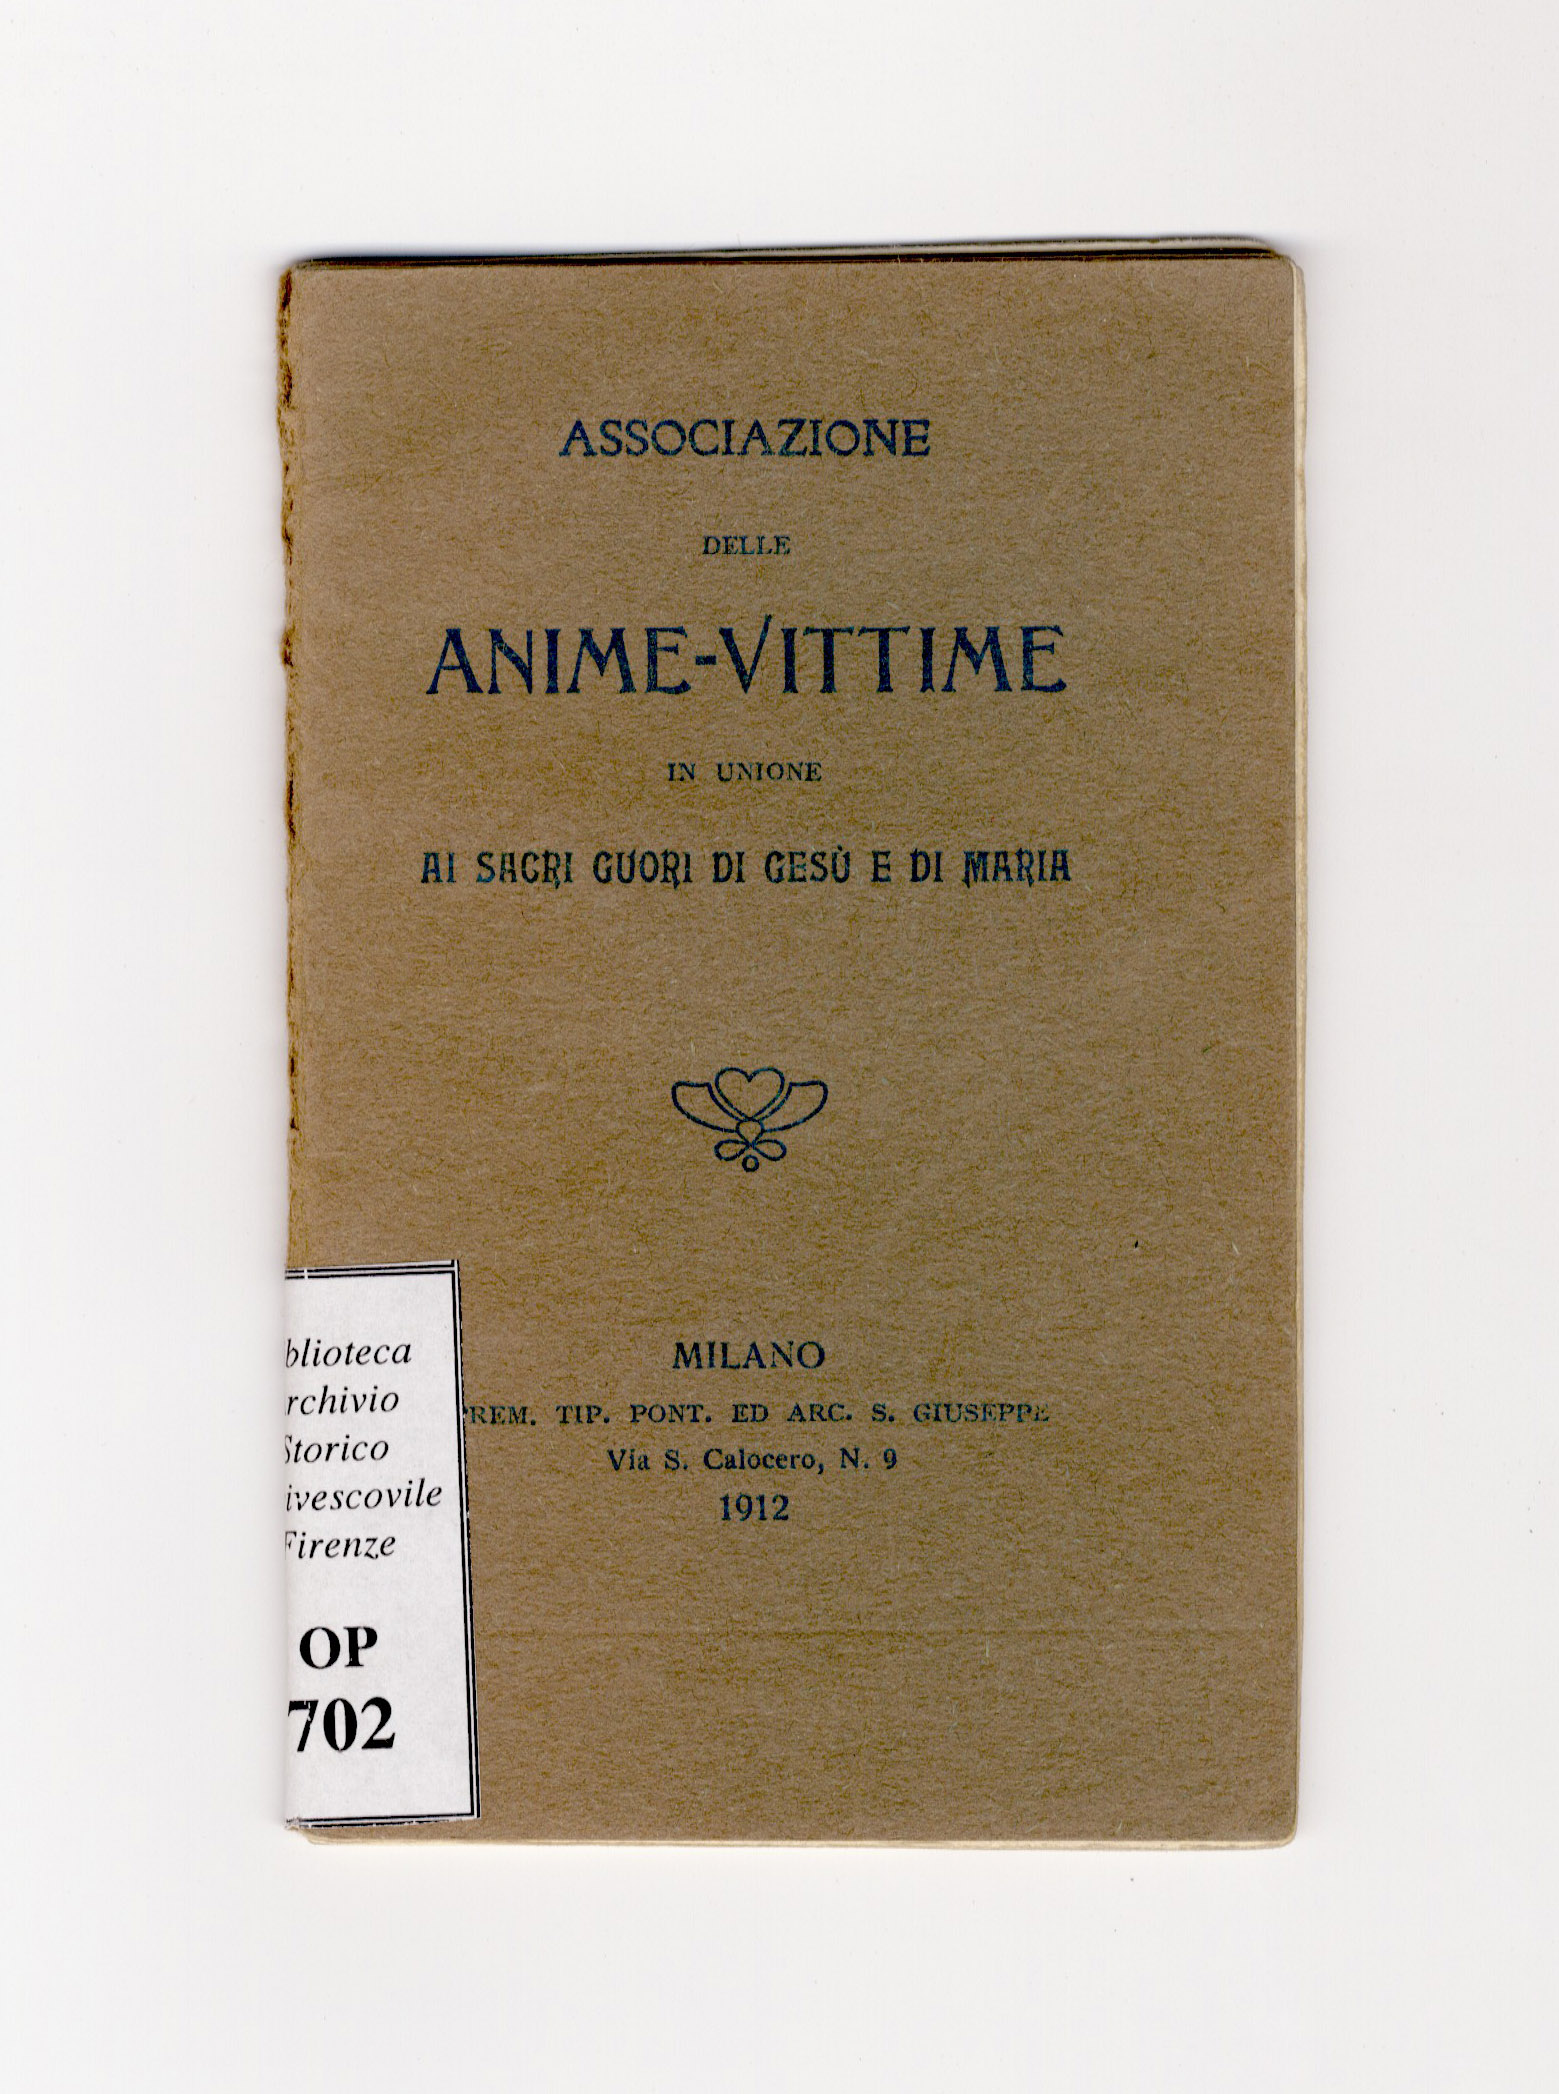 ASSOCIAZIONE
DELLE
ANIME-VITTIME
IN UNIONE
AI SACRI CUORI DI GESÙ E DI MARIA
MILANO
PREM. TIP. PONT. ED ARC. S. GIUSEPPE
Via S. Calocero, N. 9
1912
blioteca
rchivio
Storico
ivescovile
Firenze
OP
702